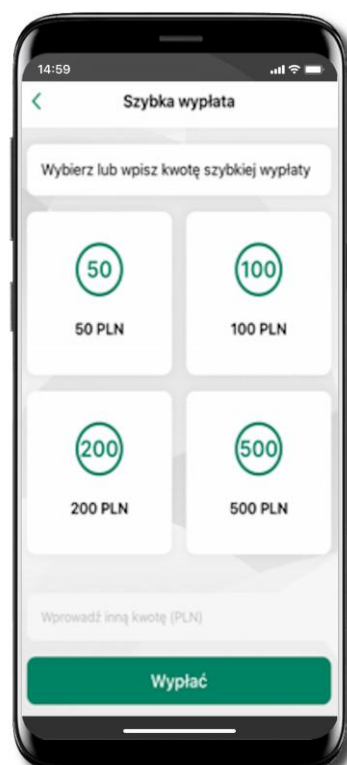 14:59
Szybka wypłata
Wybierz lub wpisz kwotę szybkiej wypłaty
50 100
50 PLN 100 PLN
200 500
200 PLN 500 PLN
Wprowadź inną kwotę (PLN)
Wypłać